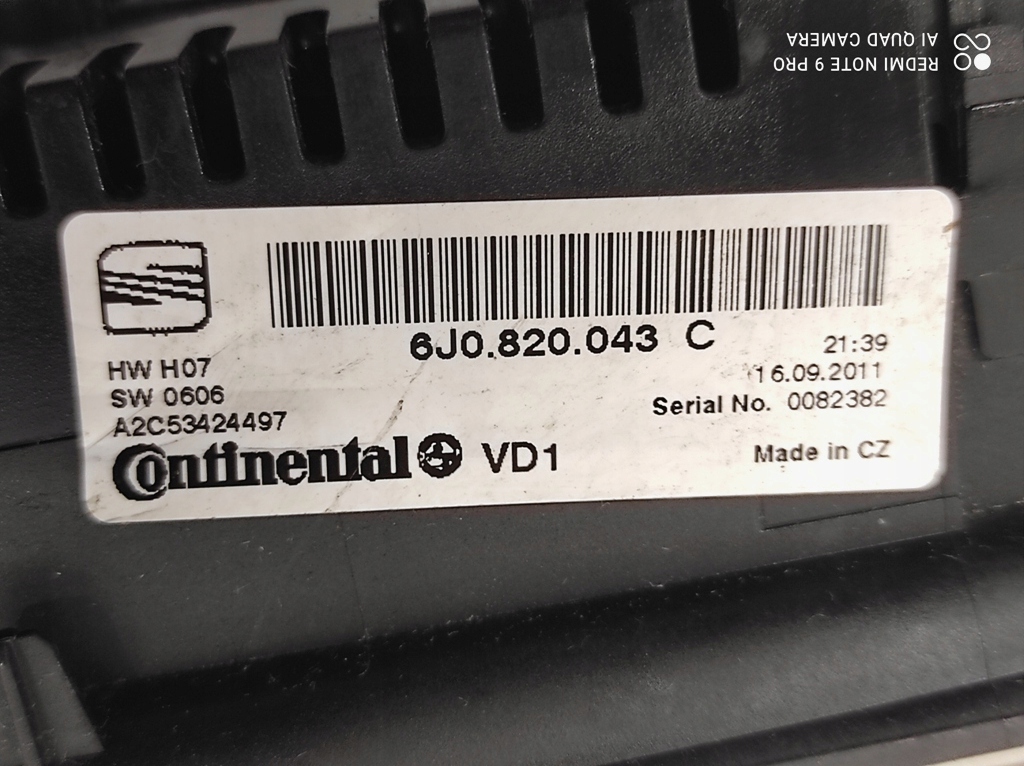 6J0.820.043 C
21:39
16.09.2011
Serial No. 0082382
HW H07
SW 0606
A2C53424497
Continental VD1
Made in CZ
REDMI NOTE 9 PRO
AI QUAD CAMERA